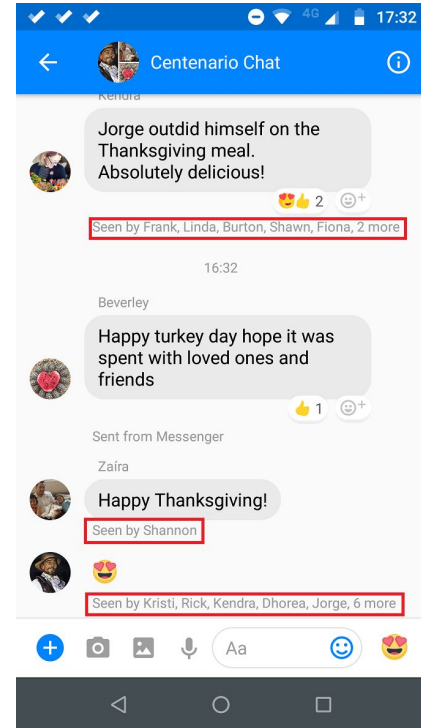 4G 17:32
Centenario Chat
Kendra
Jorge outdid himself on the
Thanksgiving meal.
Absolutely delicious!
2
Seen by Frank, Linda, Burton, Shawn, Fiona, 2 more
16:32
Beverley
Happy turkey day hope it was
spent with loved ones and
friends
1
Sent from Messenger
Zaíra
Happy Thanksgiving!
Seen by Shannon
Seen by Kristi, Rick, Kendra, Dhorea, Jorge, 6 more
Aa